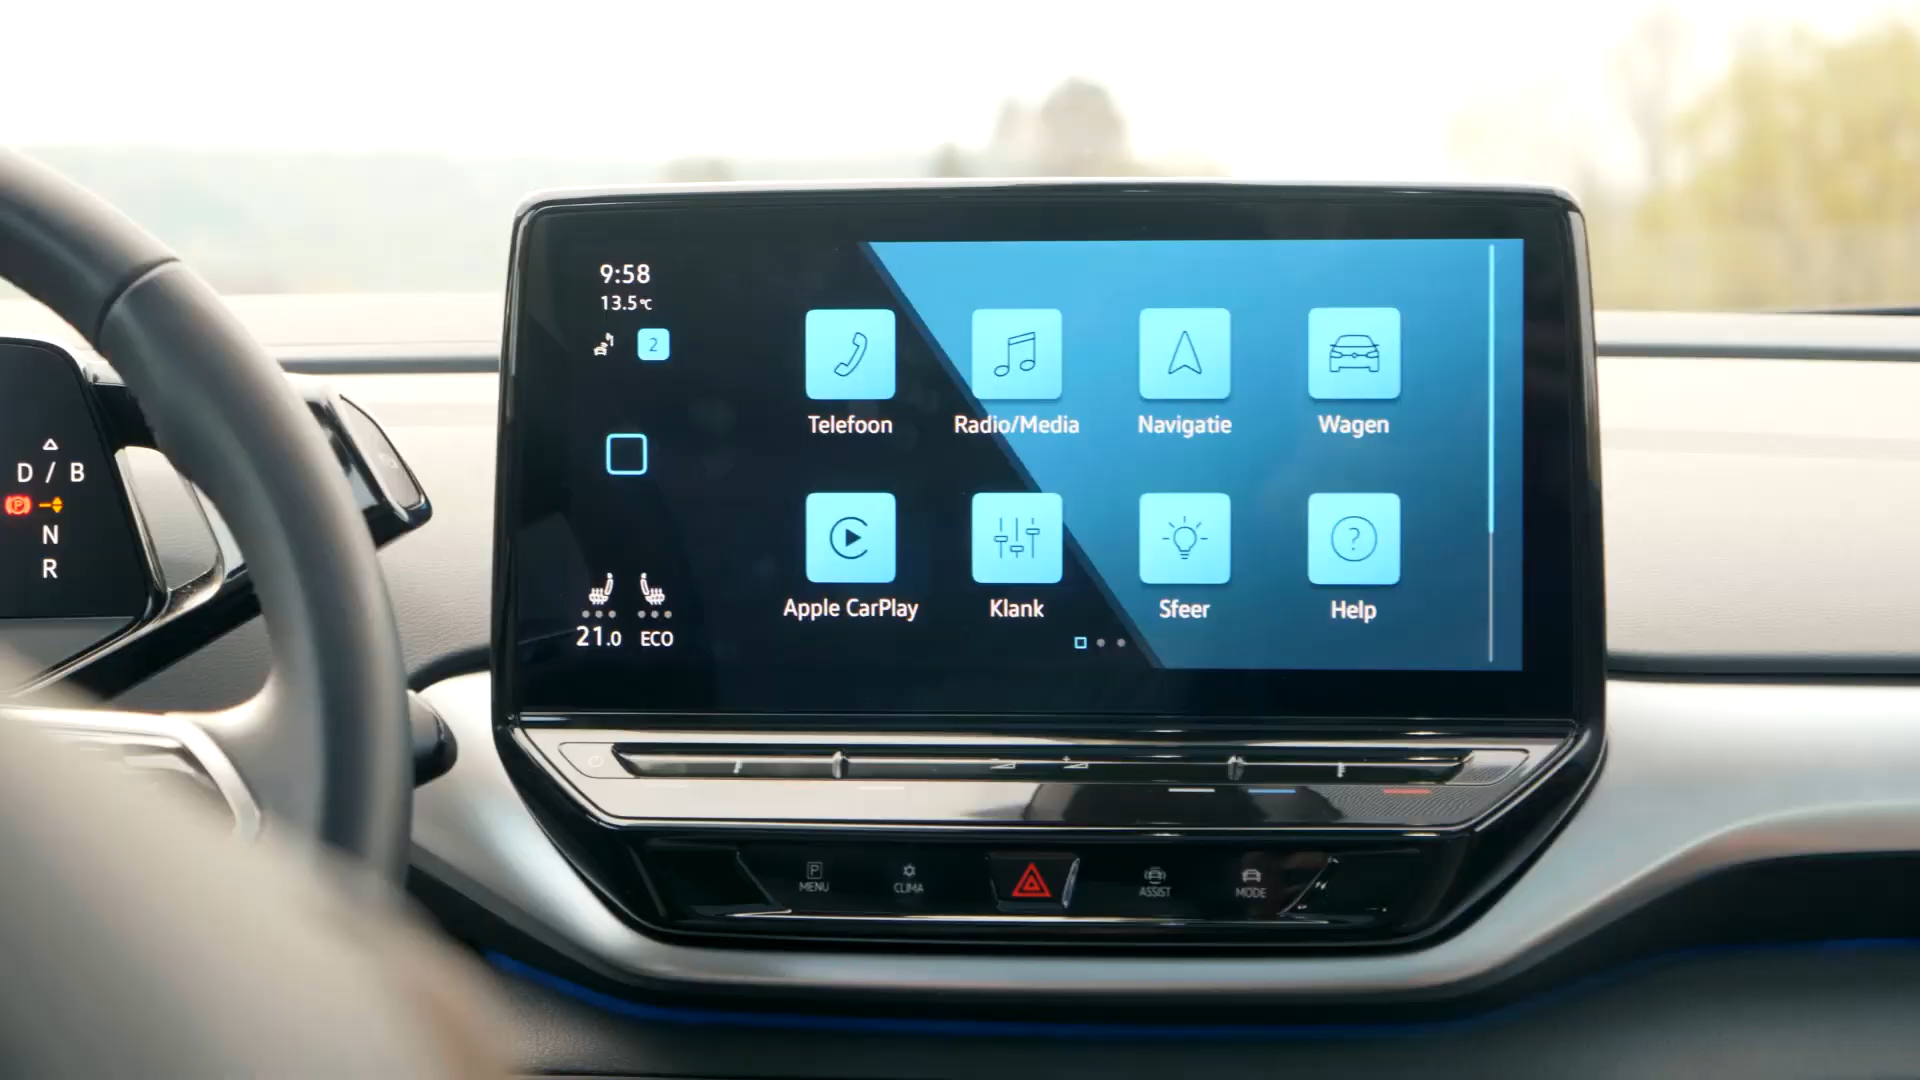 9:58
13.5°C
2
Telefoon
Radio/Media
Navigatie
Wagen
Apple CarPlay
Klank
Sfeer
Help
21.0 ECO
D / B
P
N
R
P
MENU
CLIMA
ASSIST
MODE